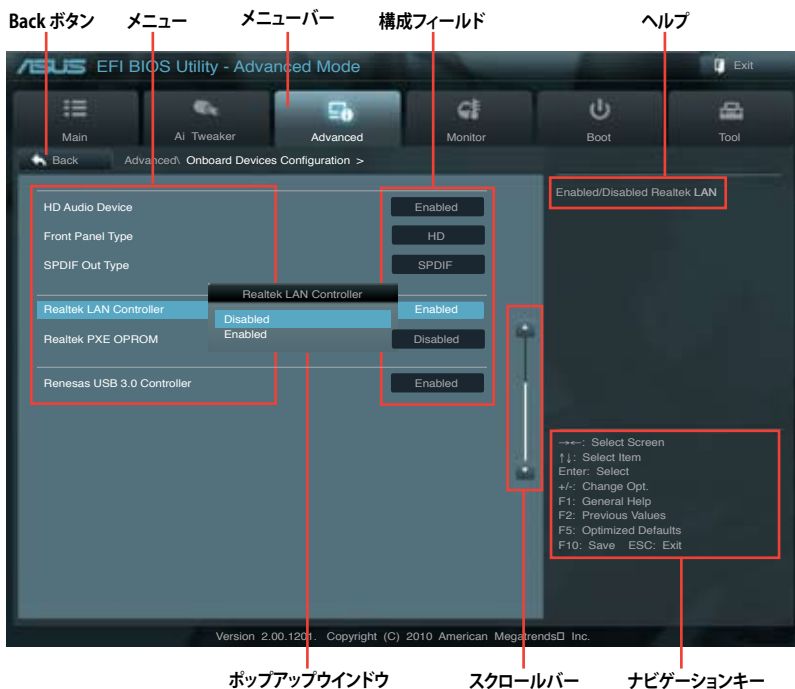 Back ボタン メニュー メニューバー 構成フィールド ヘルプ
ASUS EFI BIOS Utility - Advanced Mode Exit
Main Ai Tweaker Advanced Monitor Boot Tool
Back Advanced\ Onboard Devices Configuration >
Enabled/Disabled Realtek LAN
HD Audio Device Enabled
Front Panel Type HD
SPDIF Out Type SPDIF
Realtek LAN Controller
Realtek LAN Controller Enabled
Disabled
Enabled
Realtek PXE OPROM Disabled
Renesas USB 3.0 Controller Enabled
→←: Select Screen
↑↓: Select Item
Enter: Select
+/-: Change Opt.
F1: General Help
F2: Previous Values
F5: Optimized Defaults
F10: Save ESC: Exit
Version 2.00.1201. Copyright (C) 2010 American Megatrends□ Inc.
ポップアップウインドウ スクロールバー ナビゲーションキー